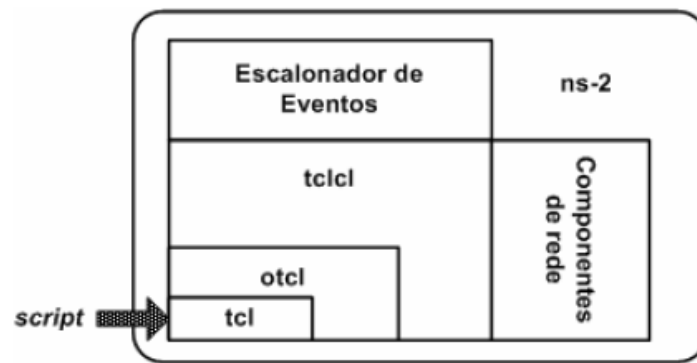 Escalonador de
Eventos
ns-2
tclcl
Componentes
de rede
otcl
script
tcl